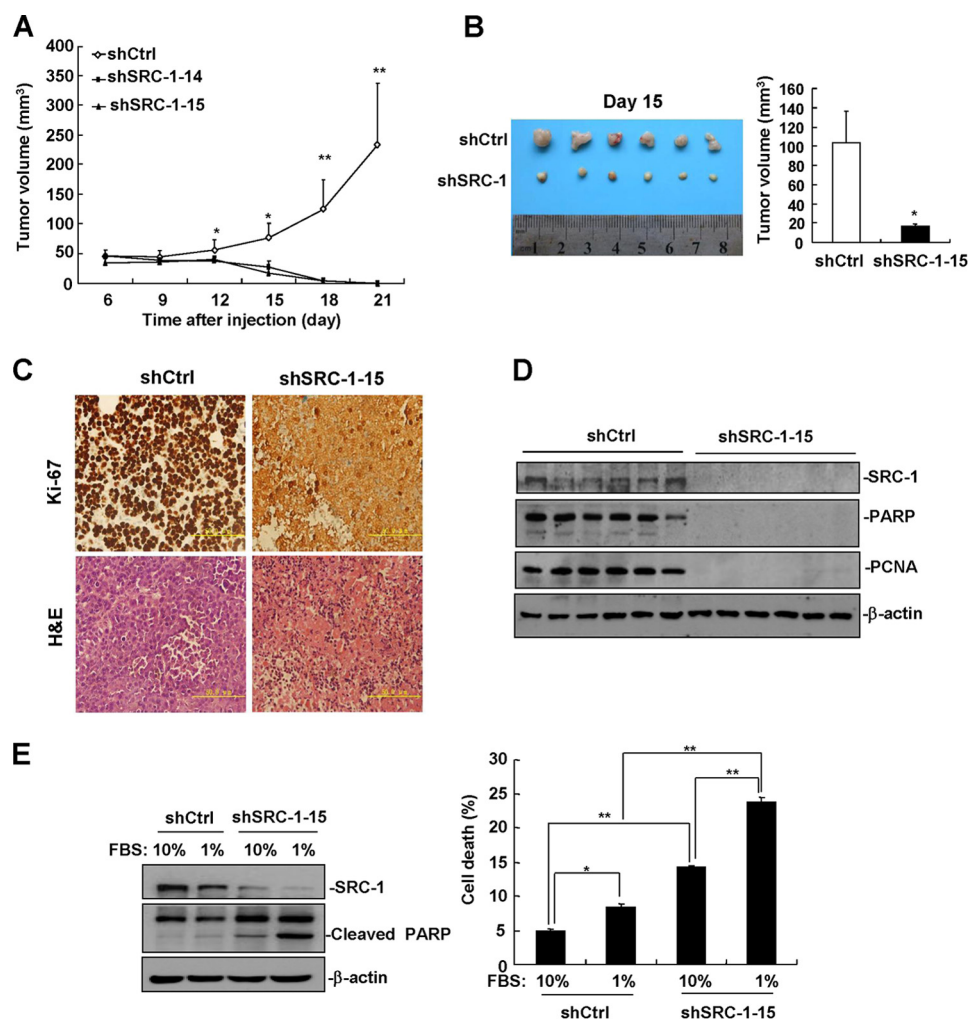 A
Tumor volume (mm³)
400
350
300
250
200
150
100
50
0
shCtrl
shSRC-1-14
shSRC-1-15
*
*
**
**
6 9 12 15 18 21
Time after injection (day)
B
Day 15
shCtrl
shSRC-1
1 2 3 4 5 6 7 8
Tumor volume (mm³)
160
140
120
100
80
60
40
20
0
*
shCtrl shSRC-1-15
C
shCtrl shSRC-1-15
Ki-67
H&E
D
shCtrl shSRC-1-15
-SRC-1
-PARP
-PCNA
-β-actin
E
shCtrl shSRC-1-15
FBS: 10% 1% 10% 1%
-SRC-1
-Cleaved PARP
-β-actin
Cell death (%)
30
25
20
15
10
5
0
**
**
**
*
FBS: 10% 1% 10% 1%
shCtrl shSRC-1-15